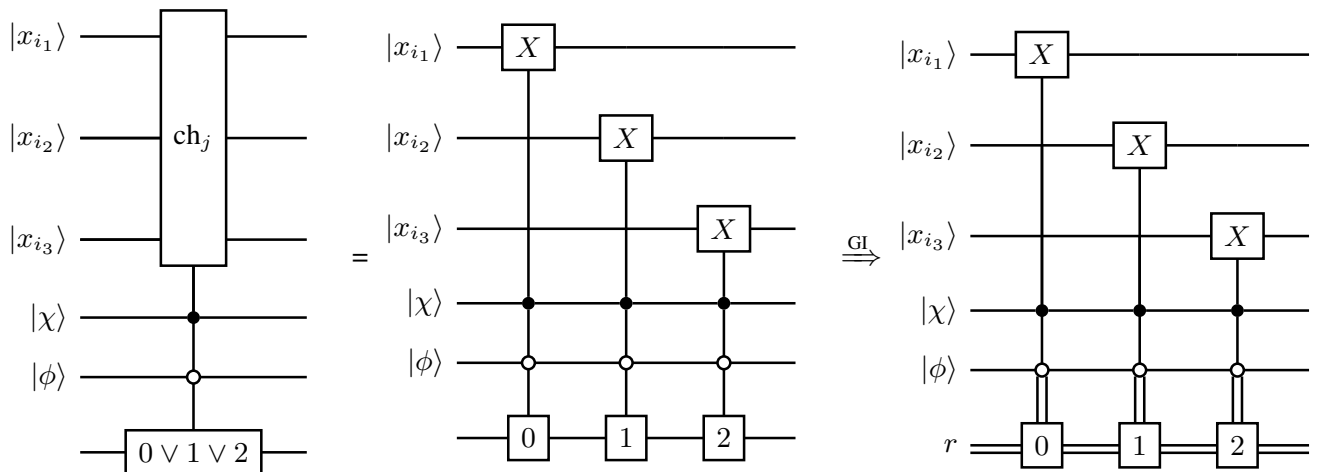 |x_{i_1}⟩ ch_j
|x_{i_2}⟩
|x_{i_3}⟩
|χ⟩
|ϕ⟩
0 ∨ 1 ∨ 2
=
|x_{i_1}⟩ X
|x_{i_2}⟩ X
|x_{i_3}⟩ X
|χ⟩
|ϕ⟩
0 1 2
GI
⟹
|x_{i_1}⟩ X
|x_{i_2}⟩ X
|x_{i_3}⟩ X
|χ⟩
|ϕ⟩
r 0 1 2